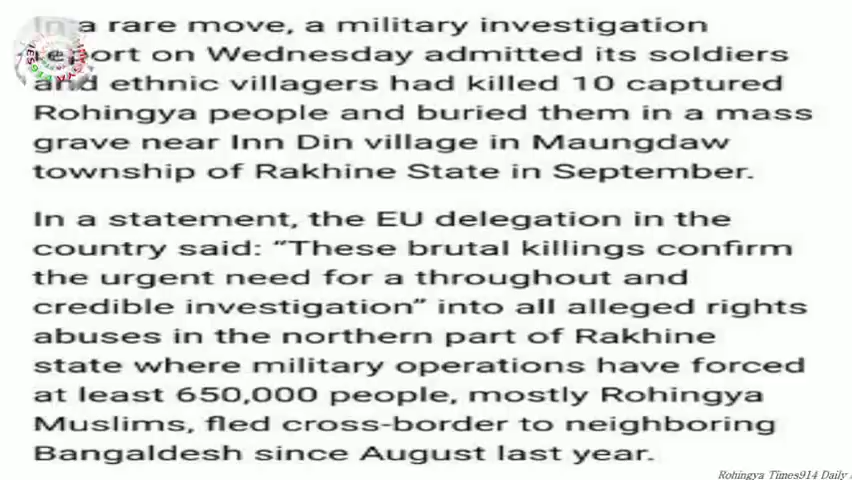 In a rare move, a military investigation
report on Wednesday admitted its soldiers
and ethnic villagers had killed 10 captured
Rohingya people and buried them in a mass
grave near Inn Din village in Maungdaw
township of Rakhine State in September.
In a statement, the EU delegation in the
country said: “These brutal killings confirm
the urgent need for a throughout and
credible investigation” into all alleged rights
abuses in the northern part of Rakhine
state where military operations have forced
at least 650,000 people, mostly Rohingya
Muslims, fled cross-border to neighboring
Bangaldesh since August last year.
Rohingya Times914 Daily